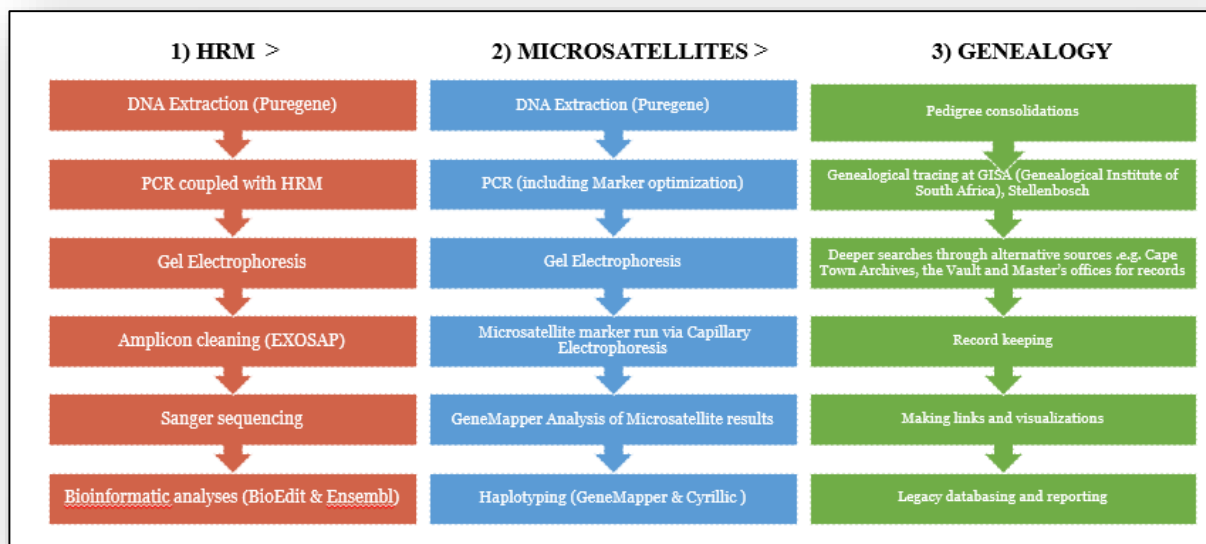 1) HRM >
DNA Extraction (Puregene)
PCR coupled with HRM
Gel Electrophoresis
Amplicon cleaning (EXOSAP)
Sanger sequencing
Bioinformatic analyses (BioEdit & Ensembl)
2) MICROSATELLITES >
DNA Extraction (Puregene)
PCR (including Marker optimization)
Gel Electrophoresis
Microsatellite marker run via Capillary
Electrophoresis
GeneMapper Analysis of Microsatellite results
Haplotyping (GeneMapper & Cyrillic )
3) GENEALOGY
Pedigree consolidations
Genealogical tracing at GISA (Genealogical Institute of
South Africa), Stellenbosch
Deeper searches through alternative sources .e.g. Cape
Town Archives, the Vault and Master's offices for records
Record keeping
Making links and visualizations
Legacy databasing and reporting